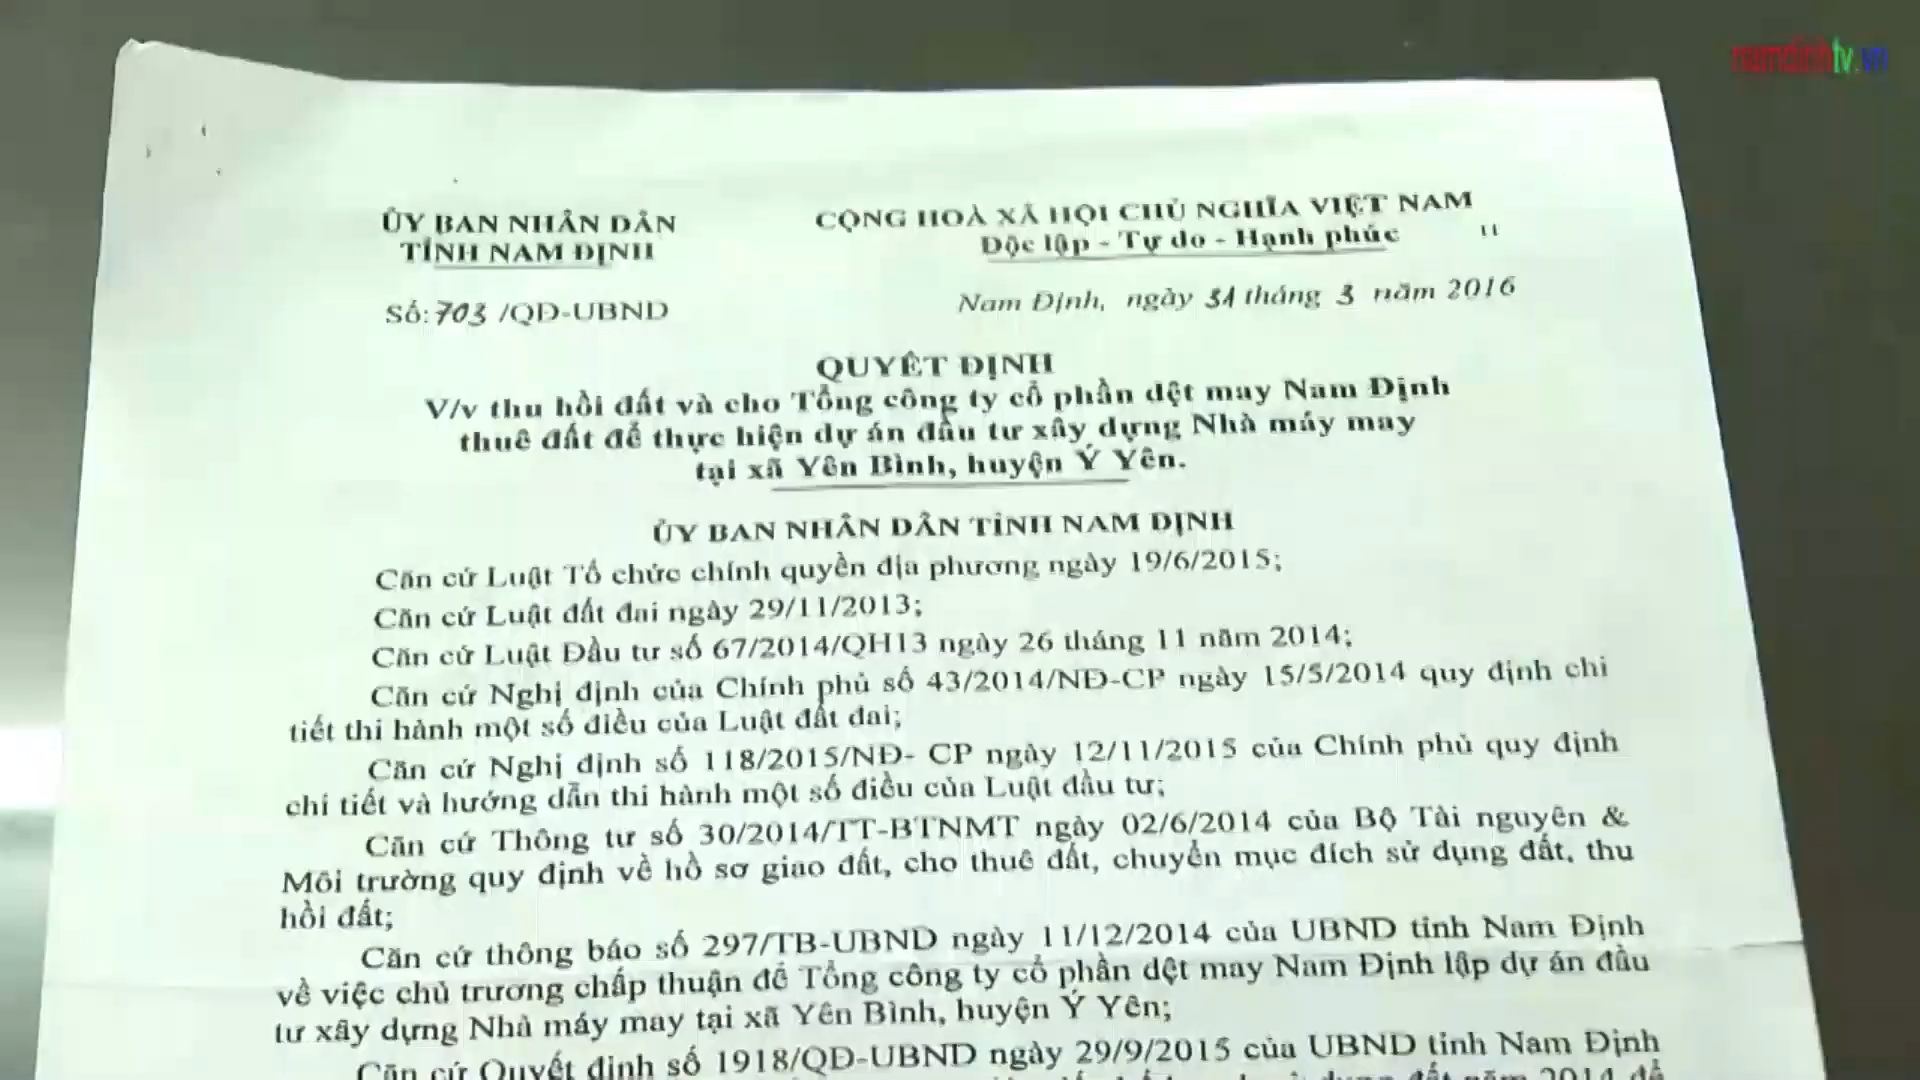 namdinhtv.vn
ỦY BAN NHÂN DÂN
TỈNH NAM ĐỊNH
CỘNG HOÀ XÃ HỘI CHỦ NGHĨA VIỆT NAM
Độc lập - Tự do - Hạnh phúc
Số: 703 /QĐ-UBND
Nam Định, ngày 31 tháng 3 năm 2016
QUYẾT ĐỊNH
V/v thu hồi đất và cho Tổng công ty cổ phần dệt may Nam Định
thuê đất để thực hiện dự án đầu tư xây dựng Nhà máy may
tại xã Yên Bình, huyện Ý Yên.
ỦY BAN NHÂN DÂN TỈNH NAM ĐỊNH
Căn cứ Luật Tổ chức chính quyền địa phương ngày 19/6/2015;
Căn cứ Luật đất đai ngày 29/11/2013;
Căn cứ Luật Đầu tư số 67/2014/QH13 ngày 26 tháng 11 năm 2014;
Căn cứ Nghị định của Chính phủ số 43/2014/NĐ-CP ngày 15/5/2014 quy định chi
tiết thi hành một số điều của Luật đất đai;
Căn cứ Nghị định số 118/2015/NĐ- CP ngày 12/11/2015 của Chính phủ quy định
chi tiết và hướng dẫn thi hành một số điều của Luật đầu tư;
Căn cứ Thông tư số 30/2014/TT-BTNMT ngày 02/6/2014 của Bộ Tài nguyên &
Môi trường quy định về hồ sơ giao đất, cho thuê đất, chuyển mục đích sử dụng đất, thu
hồi đất;
Căn cứ thông báo số 297/TB-UBND ngày 11/12/2014 của UBND tỉnh Nam Định
về việc chủ trương chấp thuận để Tổng công ty cổ phần dệt may Nam Định lập dự án đầu
tư xây dựng Nhà máy may tại xã Yên Bình, huyện Ý Yên;
Căn cứ Quyết định số 1918/QĐ-UBND ngày 29/9/2015 của UBND tỉnh Nam Định
sử dụng đất năm 2014 để